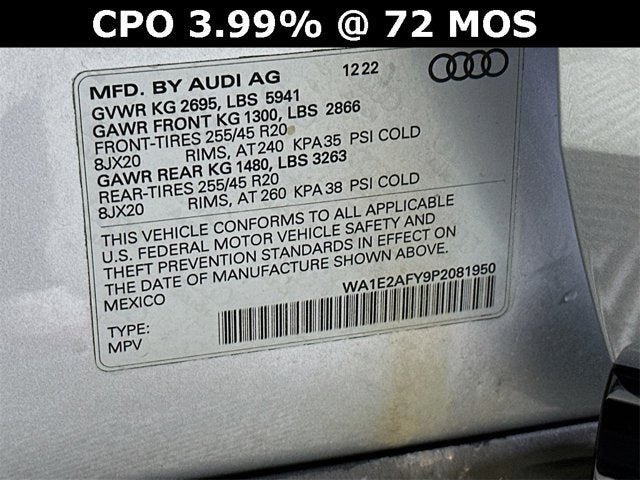 CPO 3.99% @ 72 MOS
MFD. BY AUDI AG 12 22
GVWR KG 2695, LBS 5941
GAWR FRONT KG 1300, LBS 2866
FRONT-TIRES 255/45 R20
8JX20 RIMS, AT 240 KPA 35 PSI COLD
GAWR REAR KG 1480, LBS 3263
REAR-TIRES 255/45 R20
8JX20 RIMS, AT 260 KPA 38 PSI COLD
THIS VEHICLE CONFORMS TO ALL APPLICABLE
U.S. FEDERAL MOTOR VEHICLE SAFETY AND
THEFT PREVENTION STANDARDS IN EFFECT ON
THE DATE OF MANUFACTURE SHOWN ABOVE.
MEXICO
WA1E2AFY9P2081950
TYPE:
MPV